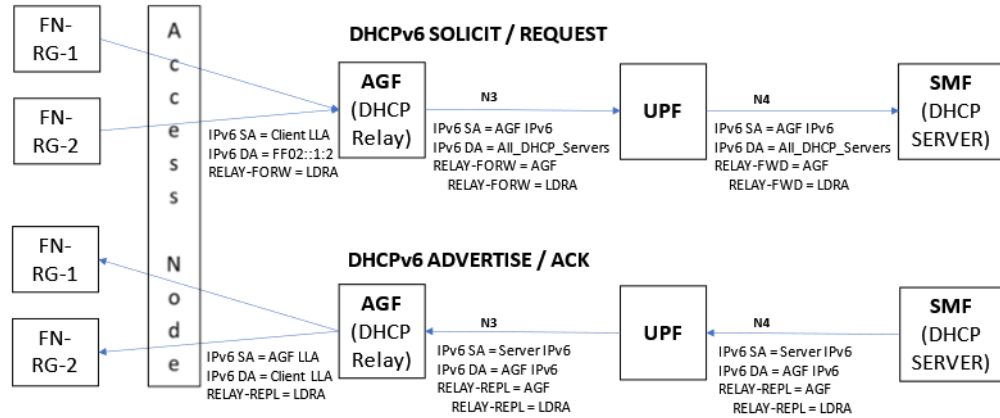 FN-
RG-1
FN-
RG-2
Access Node
DHCPv6 SOLICIT / REQUEST
AGF
(DHCP
Relay)
N3
UPF
N4
SMF
(DHCP
SERVER)
IPv6 SA = Client LLA
IPv6 DA = FF02::1:2
RELAY-FORW = LDRA
IPv6 SA = AGF IPv6
IPv6 DA = All_DHCP_Servers
RELAY-FORW = AGF
RELAY-FORW = LDRA
IPv6 SA = AGF IPv6
IPv6 DA = All_DHCP_Servers
RELAY-FWD = AGF
RELAY-FWD = LDRA
FN-
RG-1
FN-
RG-2
DHCPv6 ADVERTISE / ACK
AGF
(DHCP
Relay)
N3
UPF
N4
SMF
(DHCP
SERVER)
IPv6 SA = AGF LLA
IPv6 DA = Client LLA
RELAY-REPL = LDRA
IPv6 SA = Server IPv6
IPv6 DA = AGF IPv6
RELAY-REPL = AGF
RELAY-REPL = LDRA
IPv6 SA = Server IPv6
IPv6 DA = AGF IPv6
RELAY-REPL = AGF
RELAY-REPL = LDRA